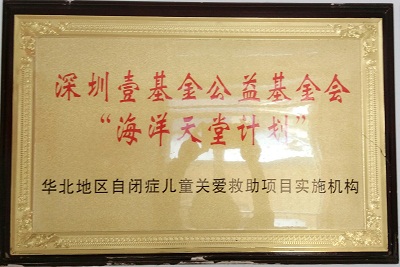 深圳壹基金公益基金会
“海洋天堂计划”
华北地区自闭症儿童关爱救助项目实施机构